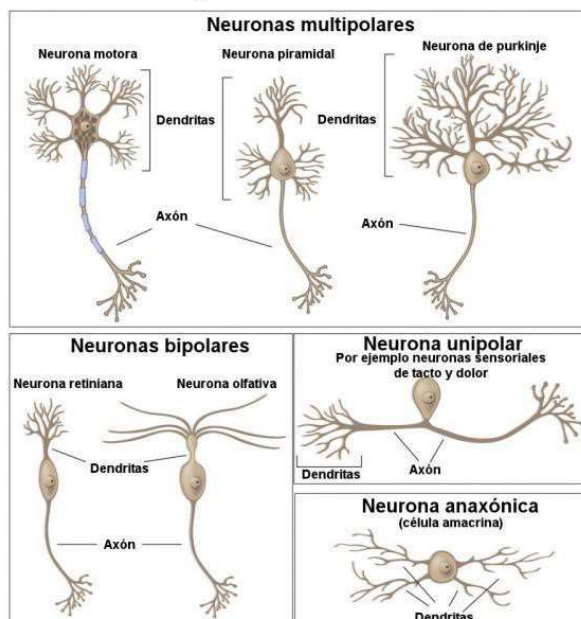 Neuronas multipolares
Neurona motora
Neurona piramidal
Neurona de purkinje
Dendritas
Dendritas
Axón
Axón
Neuronas bipolares
Neurona retiniana
Neurona olfativa
Dendritas
Axón
Neurona unipolar
Por ejemplo neuronas sensoriales
de tacto y dolor
Dendritas
Axón
Neurona anaxónica
(célula amacrina)
Dendritas